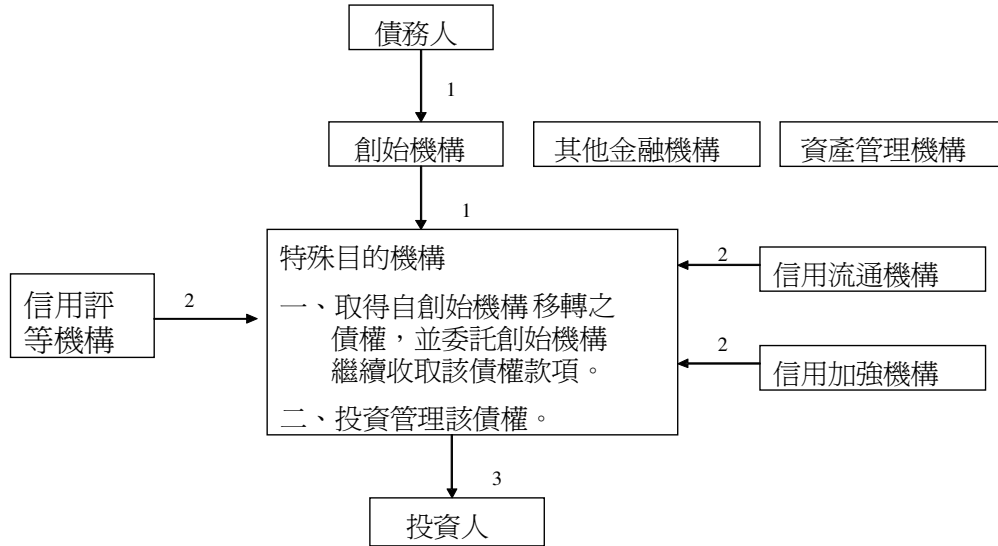 債務人
1
創始機構
其他金融機構
資產管理機構
1
特殊目的機構
一、取得自創始機構移轉之
債權，並委託創始機構
繼續收取該債權款項。
二、投資管理該債權。
信用評
等機構
2
2
信用流通機構
2
信用加強機構
3
投資人